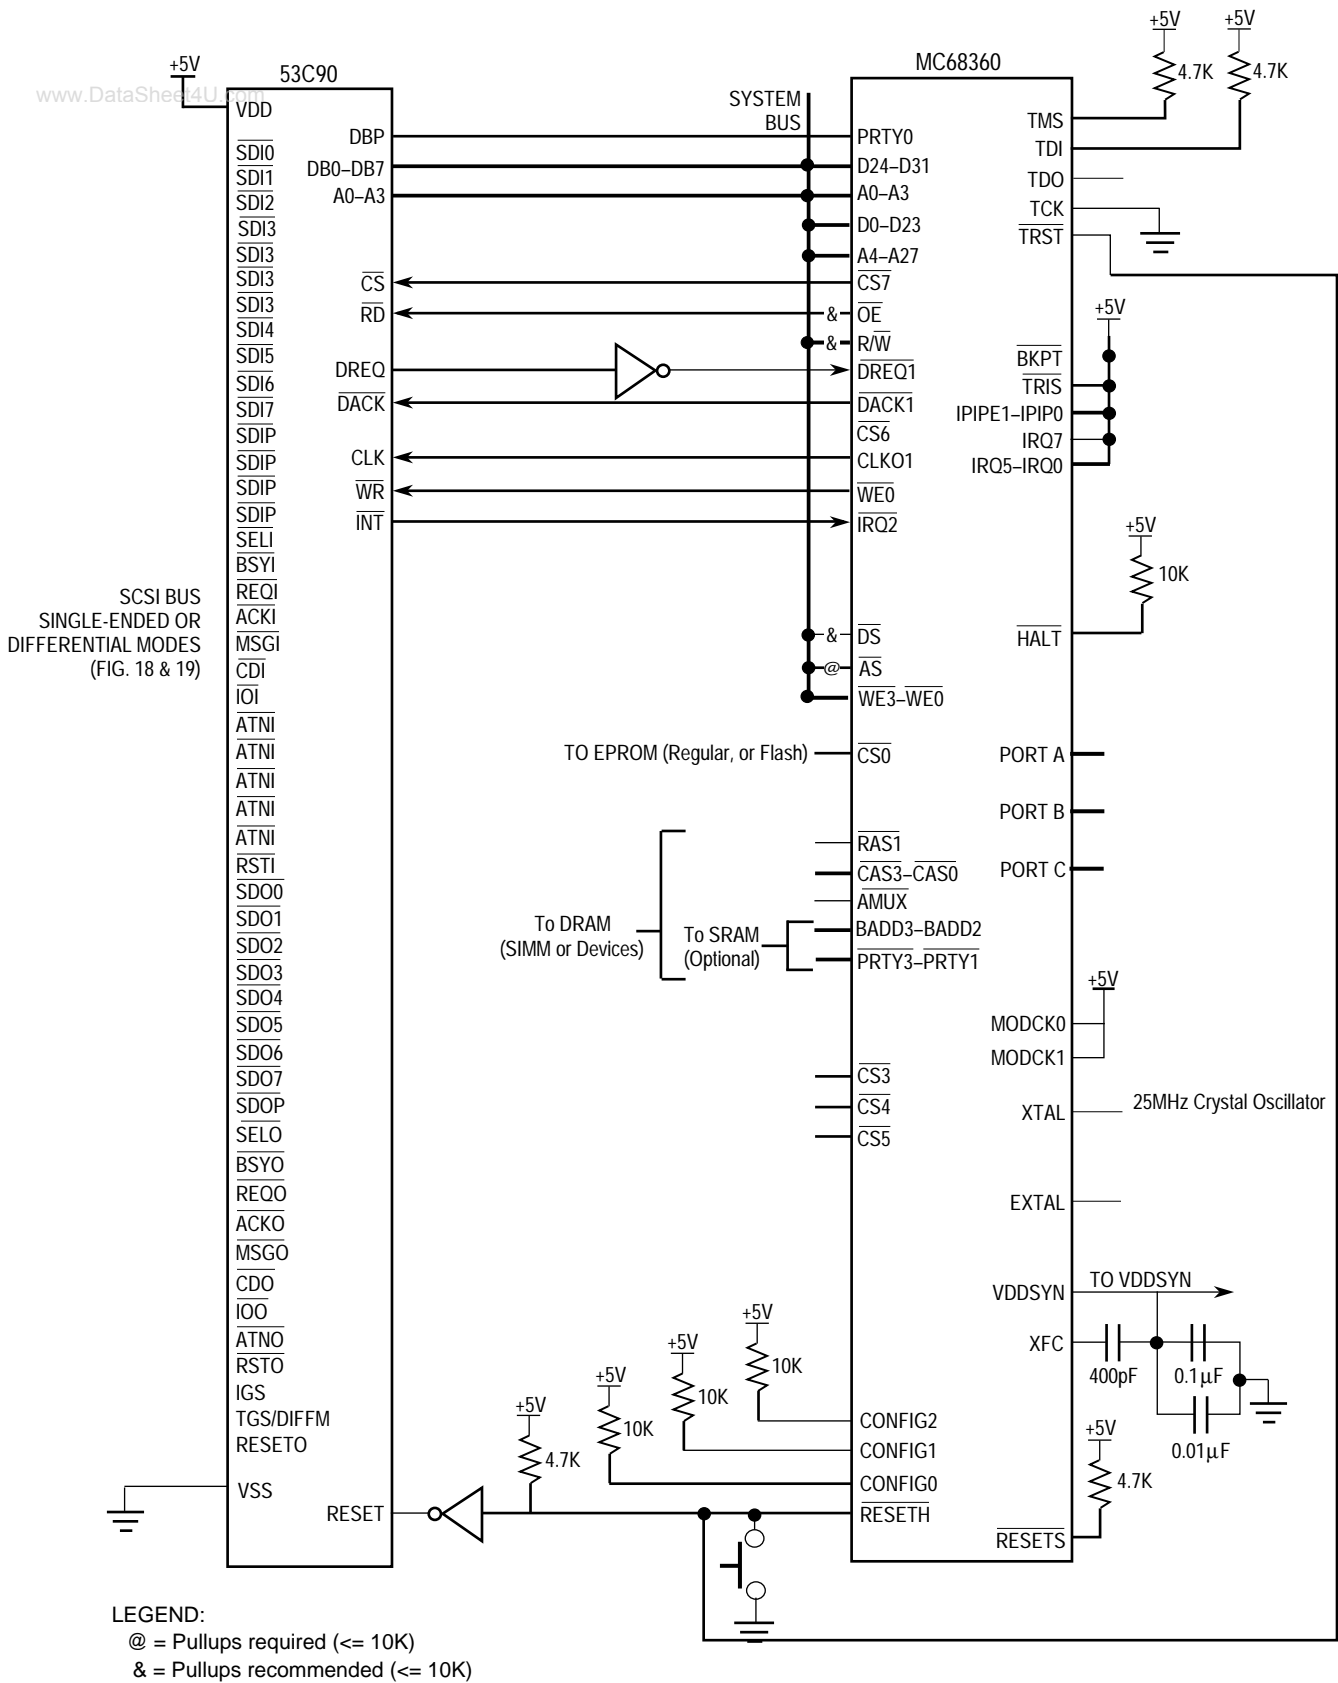 +5V
+5V
MC68360
+5V
53C90
4.7K
4.7K
www.DataSheet4U.com
SYSTEM
BUS
VDD
SDI0
SDI1
SDI2
SDI3
SDI3
SDI3
SDI3
SDI4
SDI5
SDI6
SDI7
SDIP
SDIP
SDIP
SDIP
SELI
BSYI
REQI
ACKI
MSGI
CDI
IOI
ATNI
ATNI
ATNI
ATNI
ATNI
RSTI
SDO0
SDO1
SDO2
SDO3
SDO4
SDO5
SDO6
SDO7
SDOP
SELO
BSYO
REQO
ACKO
MSGO
CDO
IOO
ATNO
RSTO
IGS
TGS/DIFFM
RESETO
VSS
SCSI BUS
SINGLE-ENDED OR
DIFFERENTIAL MODES
(FIG. 18 & 19)
DBP
DB0–DB7
A0–A3
CS
RD
DREQ
DACK
CLK
WR
INT
RESET
PRTY0
D24–D31
A0–A3
D0–D23
A4–A27
CS7
& OE
& R/W
DREQ1
DACK1
CS6
CLKO1
WE0
IRQ2
& DS
@ AS
WE3–WE0
TO EPROM (Regular, or Flash)
CS0
RAS1
CAS3–CAS0
AMUX
BADD3–BADD2
PRTY3–PRTY1
To DRAM
(SIMM or Devices)
To SRAM
(Optional)
CS3
CS4
CS5
CONFIG2
CONFIG1
CONFIG0
RESETH
+5V
10K
+5V
10K
+5V
10K
+5V
4.7K
TMS
TDI
TDO
TCK
TRST
+5V
BKPT
TRIS
IPIPE1–IPIP0
IRQ7
IRQ5–IRQ0
+5V
10K
HALT
PORT A
PORT B
PORT C
+5V
MODCK0
MODCK1
XTAL
25MHz Crystal Oscillator
EXTAL
VDDSYN
TO VDDSYN
XFC
400pF
0.1µF
0.01µF
+5V
4.7K
RESETS
LEGEND:
@ = Pullups required (<= 10K)
& = Pullups recommended (<= 10K)